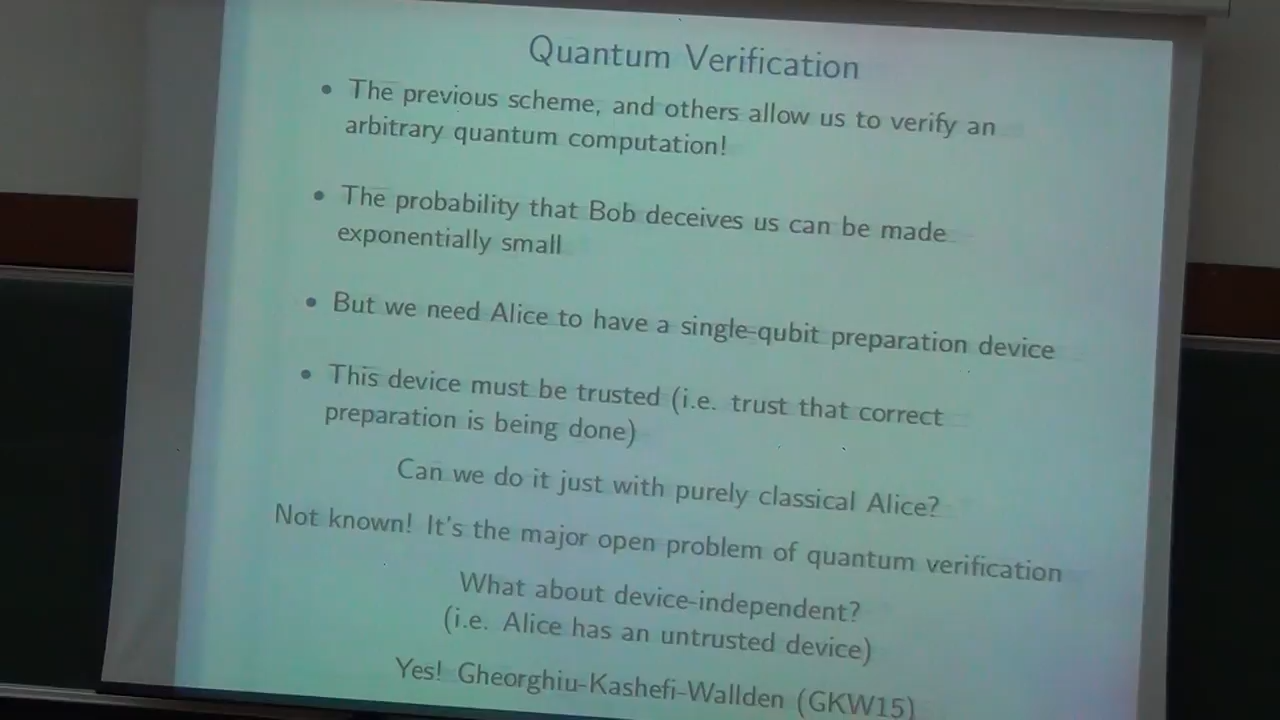 Quantum Verification
• The previous scheme, and others allow us to verify an
arbitrary quantum computation!
• The probability that Bob deceives us can be made
exponentially small
• But we need Alice to have a single-qubit preparation device
• This device must be trusted (i.e. trust that correct
preparation is being done)
Can we do it just with purely classical Alice?
Not known! It's the major open problem of quantum verification
What about device-independent?
(i.e. Alice has an untrusted device)
Yes! Gheorghiu-Kashefi-Wallden (GKW15)